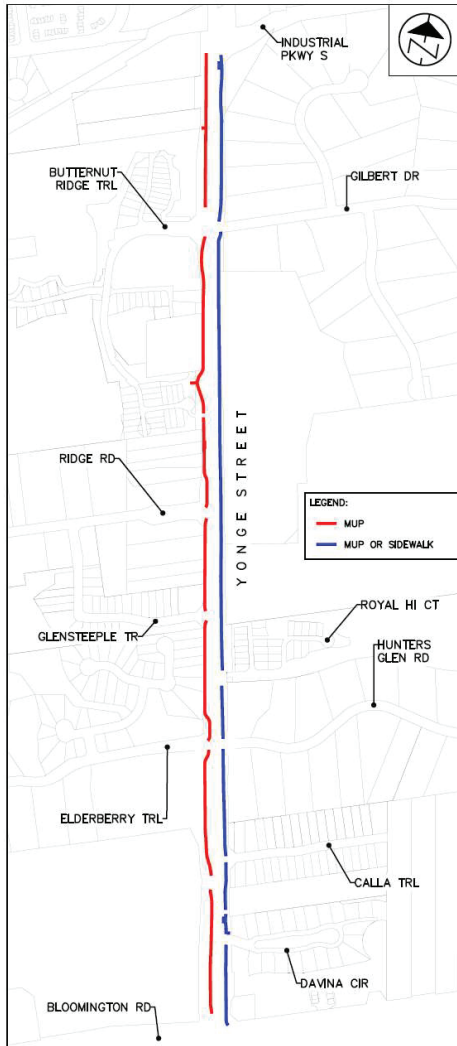 INDUSTRIAL
PKWY S
N
BUTTERNUT
RIDGE TRL
GILBERT DR
YONGE STREET
RIDGE RD
LEGEND:
MUP
MUP OR SIDEWALK
ROYAL HI CT
GLENSTEEPLE TR
HUNTERS
GLEN RD
ELDERBERRY TRL
CALLA TRL
DAVINA CIR
BLOOMINGTON RD